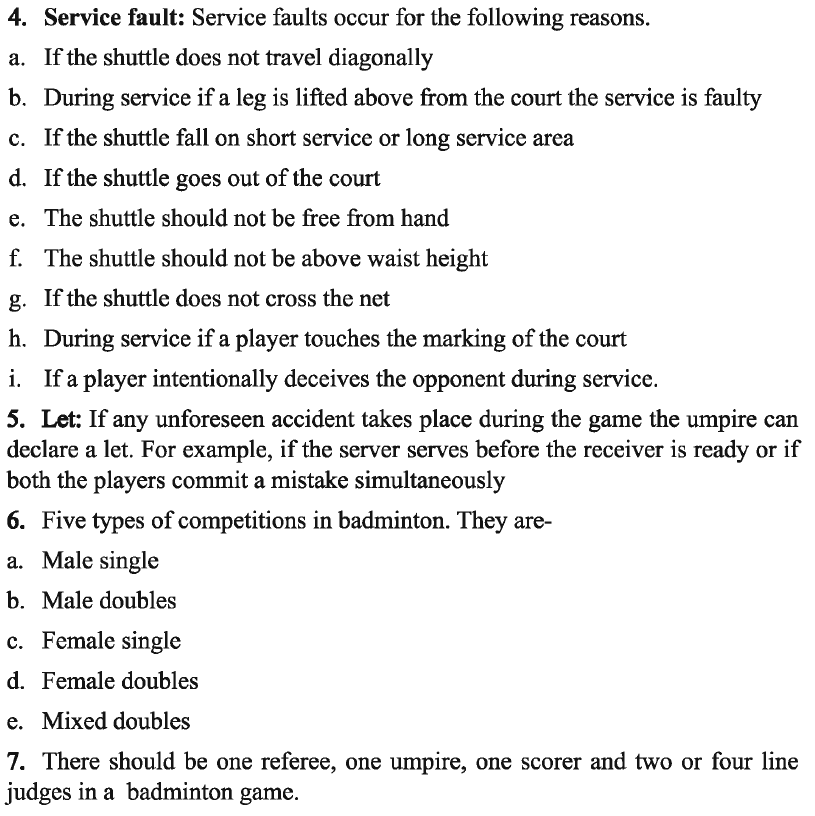 4. Service fault: Service faults occur for the following reasons.
a. If the shuttle does not travel diagonally
b. During service if a leg is lifted above from the court the service is faulty
c. If the shuttle fall on short service or long service area
d. If the shuttle goes out of the court
e. The shuttle should not be free from hand
f. The shuttle should not be above waist height
g. If the shuttle does not cross the net
h. During service if a player touches the marking of the court
i. If a player intentionally deceives the opponent during service.
5. Let: If any unforeseen accident takes place during the game the umpire can
declare a let. For example, if the server serves before the receiver is ready or if
both the players commit a mistake simultaneously
6. Five types of competitions in badminton. They are-
a. Male single
b. Male doubles
c. Female single
d. Female doubles
e. Mixed doubles
7. There should be one referee, one umpire, one scorer and two or four line
judges in a badminton game.